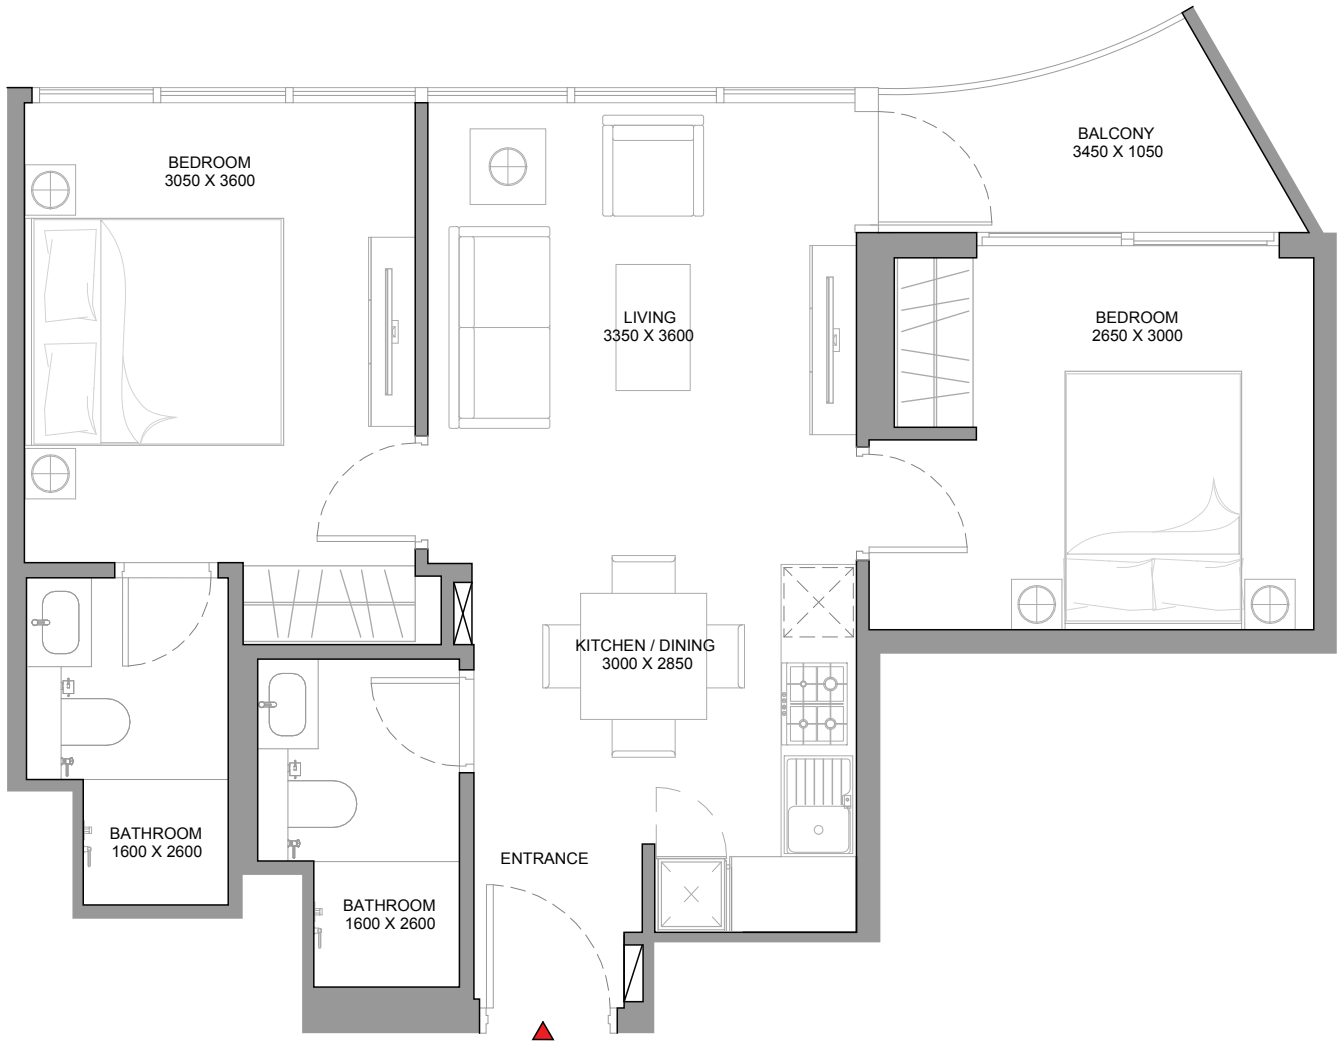 BALCONY
3450 X 1050
BEDROOM
3050 X 3600
LIVING
3350 X 3600
BEDROOM
2650 X 3000
KITCHEN / DINING
3000 X 2850
BATHROOM
1600 X 2600
ENTRANCE
BATHROOM
1600 X 2600